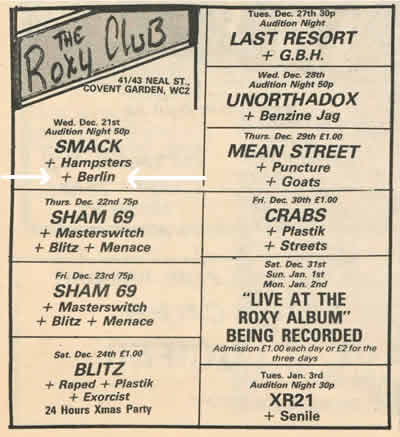 THE
Roxy CLUB
41/43 NEAL ST.,
COVENT GARDEN, WC2
Wed. Dec. 21st
Audition Night 50p
SMACK
+ Hampsters
+ Berlin
Thurs. Dec. 22nd 75p
SHAM 69
+ Masterswitch
+ Blitz + Menace
Fri. Dec. 23rd 75p
SHAM 69
+ Masterswitch
+ Blitz + Menace
Sat. Dec. 24th £1.00
BLITZ
+ Raped + Plastik
+ Exorcist
24 Hours Xmas Party
Tues. Dec. 27th 30p
Audition Night
LAST RESORT
+ G.B.H.
Wed. Dec. 28th
Audition Night 50p
UNORTHADOX
+ Benzine Jag
Thurs. Dec. 29th £1.00
MEAN STREET
+ Puncture
+ Goats
Fri. Dec. 30th £1.00
CRABS
+ Plastik
+ Streets
Sat. Dec. 31st
Sun. Jan. 1st
Mon. Jan. 2nd
"LIVE AT THE
ROXY ALBUM"
BEING RECORDED
Admission £1.00 each day or £2 for the
three days
Tues. Jan. 3rd
Audition Night 30p
XR21
+ Senile